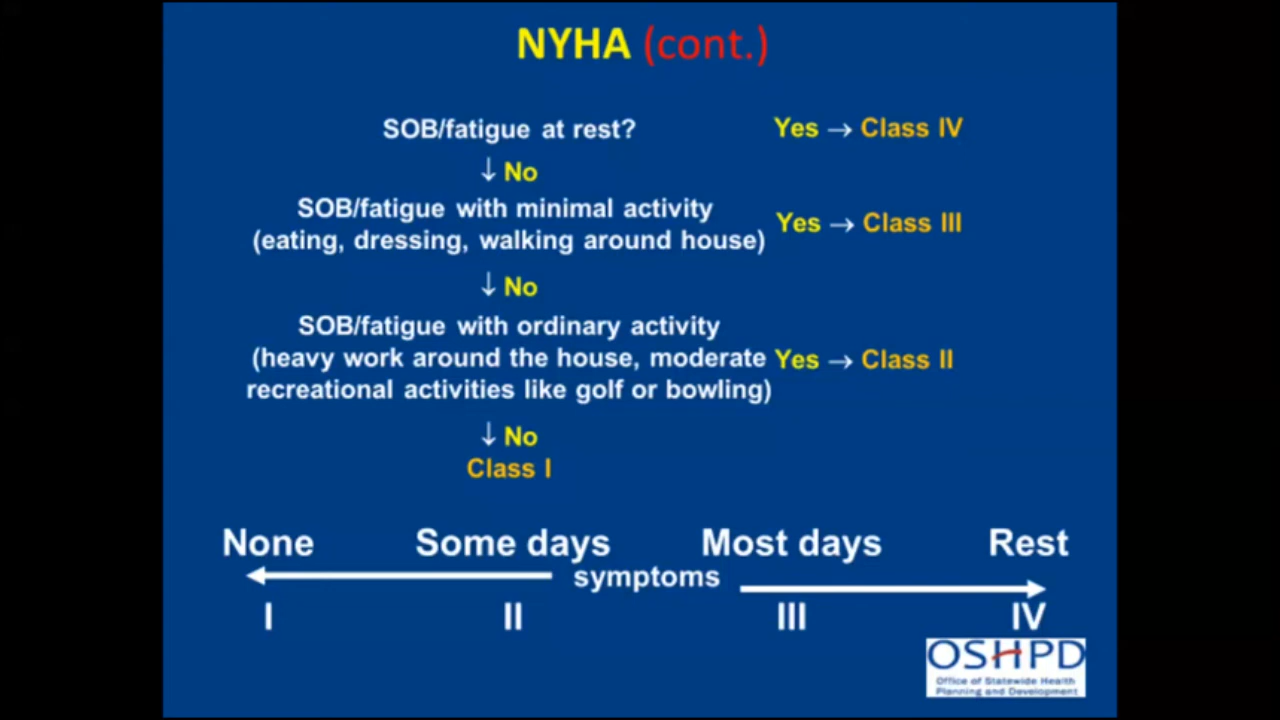 NYHA (cont.)
SOB/fatigue at rest? Yes → Class IV
↓ No
SOB/fatigue with minimal activity
(eating, dressing, walking around house) Yes → Class III
↓ No
SOB/fatigue with ordinary activity
(heavy work around the house, moderate Yes → Class II
recreational activities like golf or bowling)
↓ No
Class I
None Some days Most days Rest
symptoms
I II III IV
OSHPD
Office of Statewide Health
Planning and Development